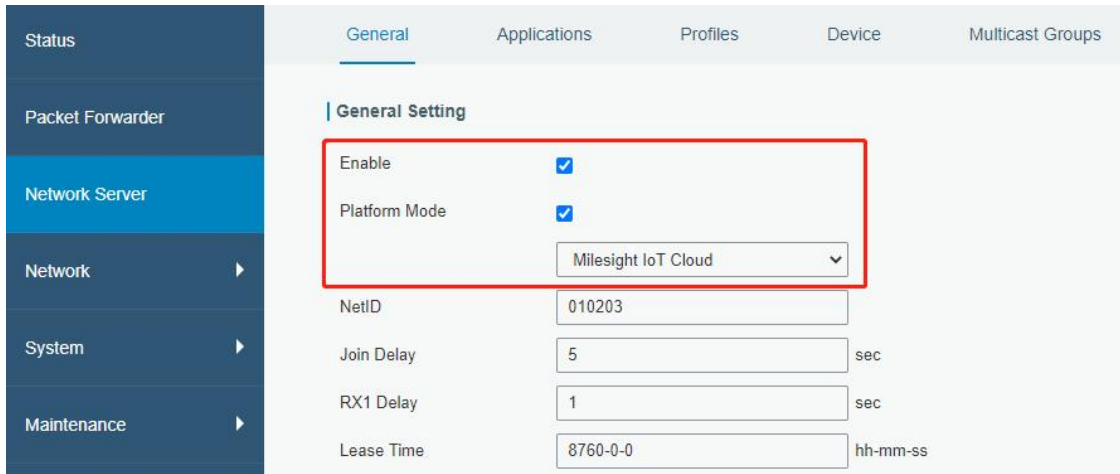 Status
Packet Forwarder
Network Server
Network
System
Maintenance
General Applications Profiles Device Multicast Groups
General Setting
Enable
Platform Mode
Milesight IoT Cloud
NetID 010203
Join Delay 5 sec
RX1 Delay 1 sec
Lease Time 8760-0-0 hh-mm-ss